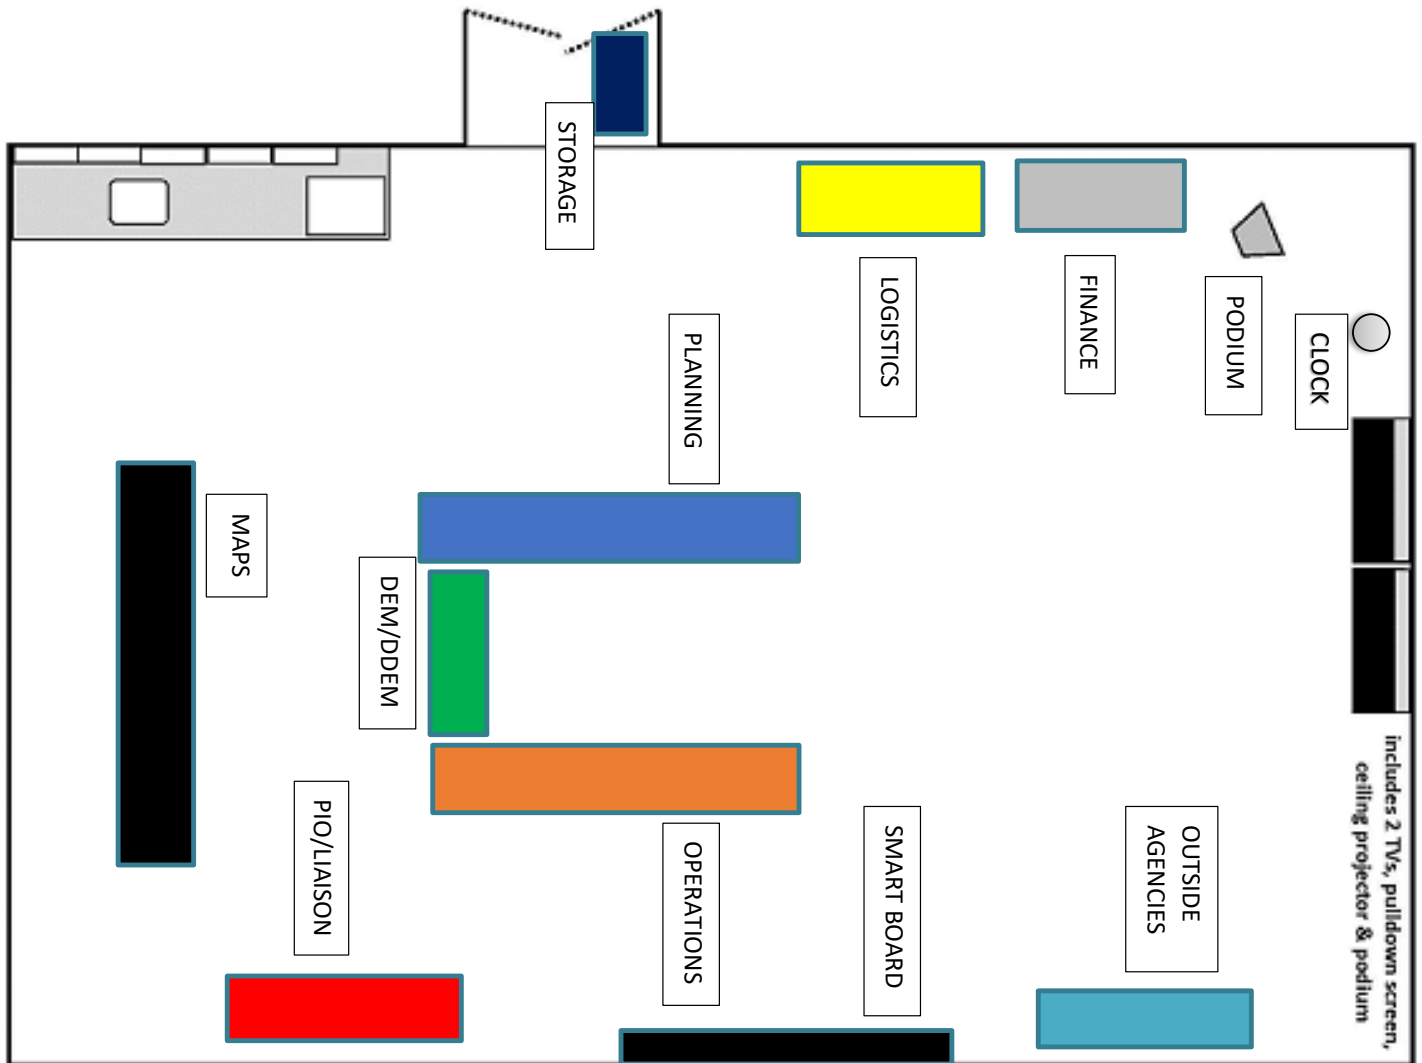 STORAGE
LOGISTICS
FINANCE
PODIUM
CLOCK
PLANNING
MAPS
DEM/DDEM
PIO/LIAISON
OPERATIONS
SMART BOARD
OUTSIDE
AGENCIES
includes 2 TVs, pulldown screen,
ceiling projector & podium